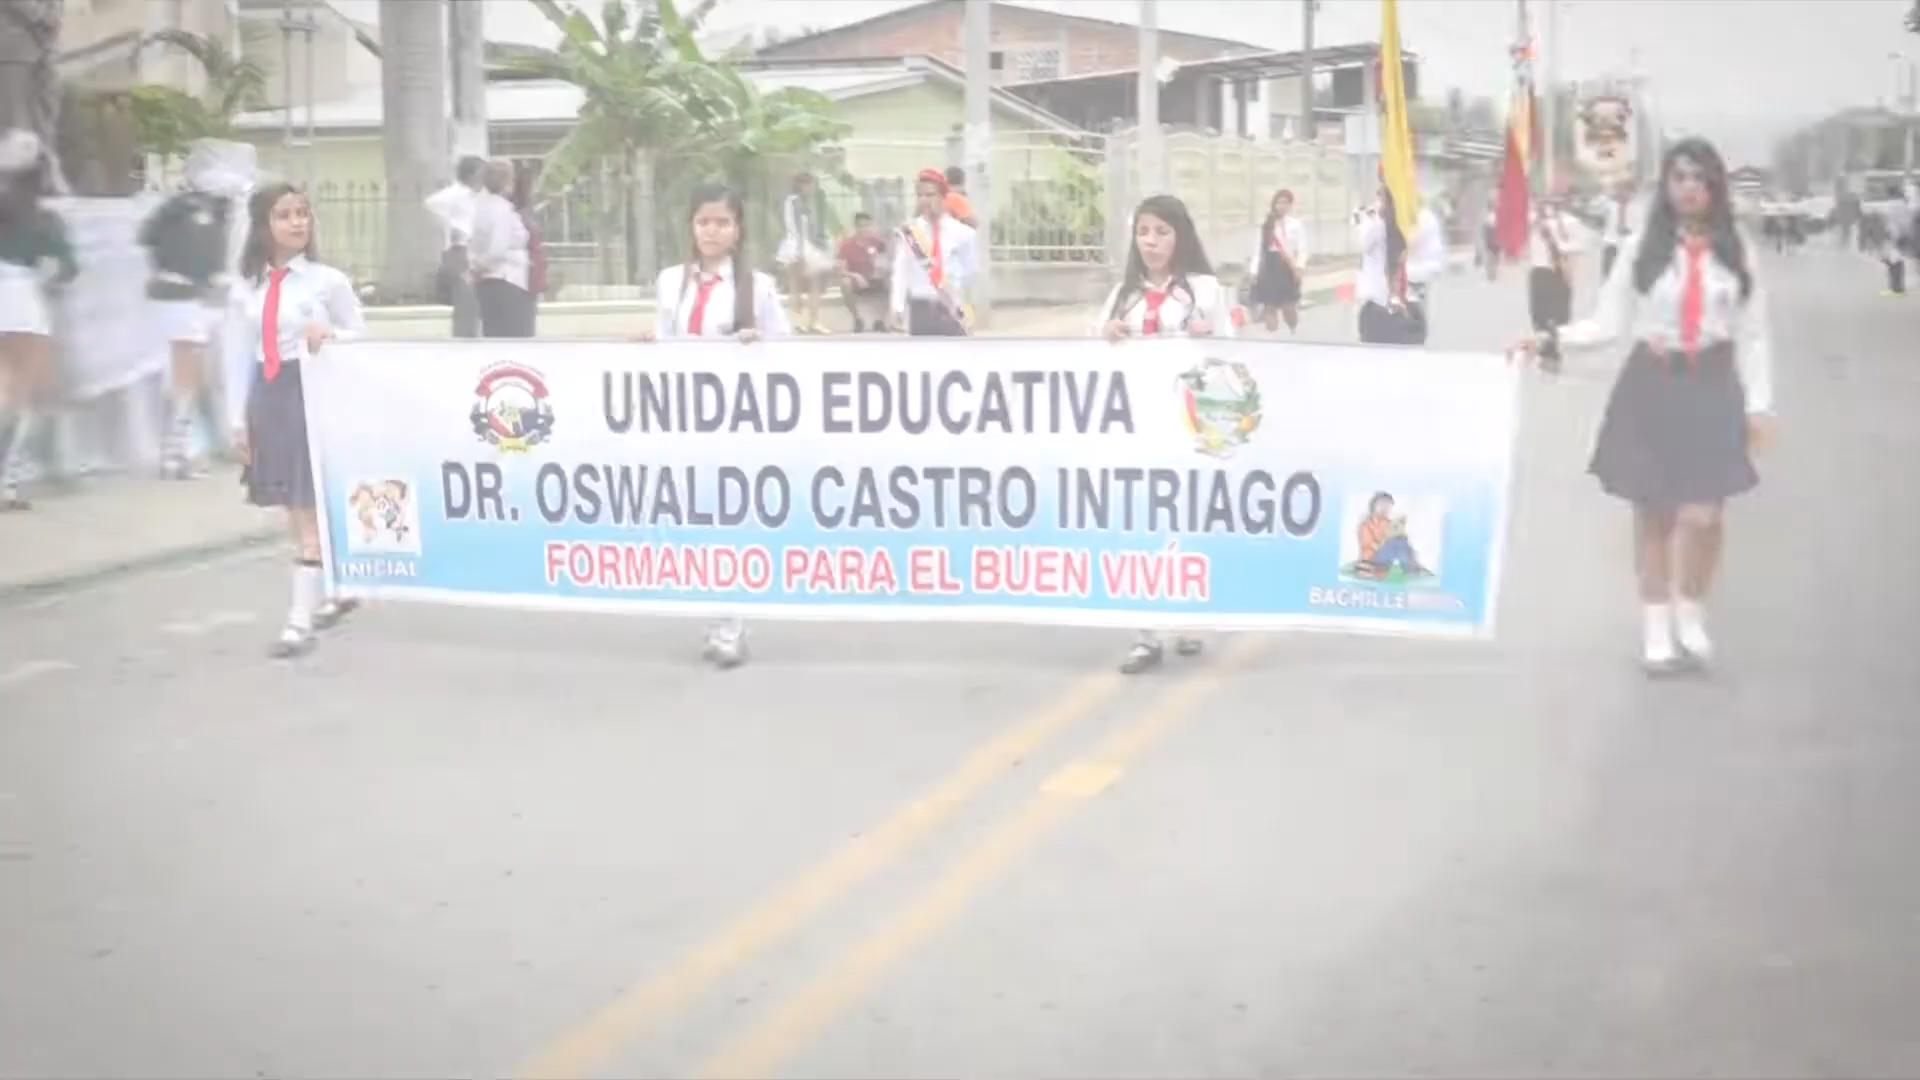 UNIDAD EDUCATIVA
DR. OSWALDO CASTRO INTRIAGO
FORMANDO PARA EL BUEN VIVÍR
INICIAL